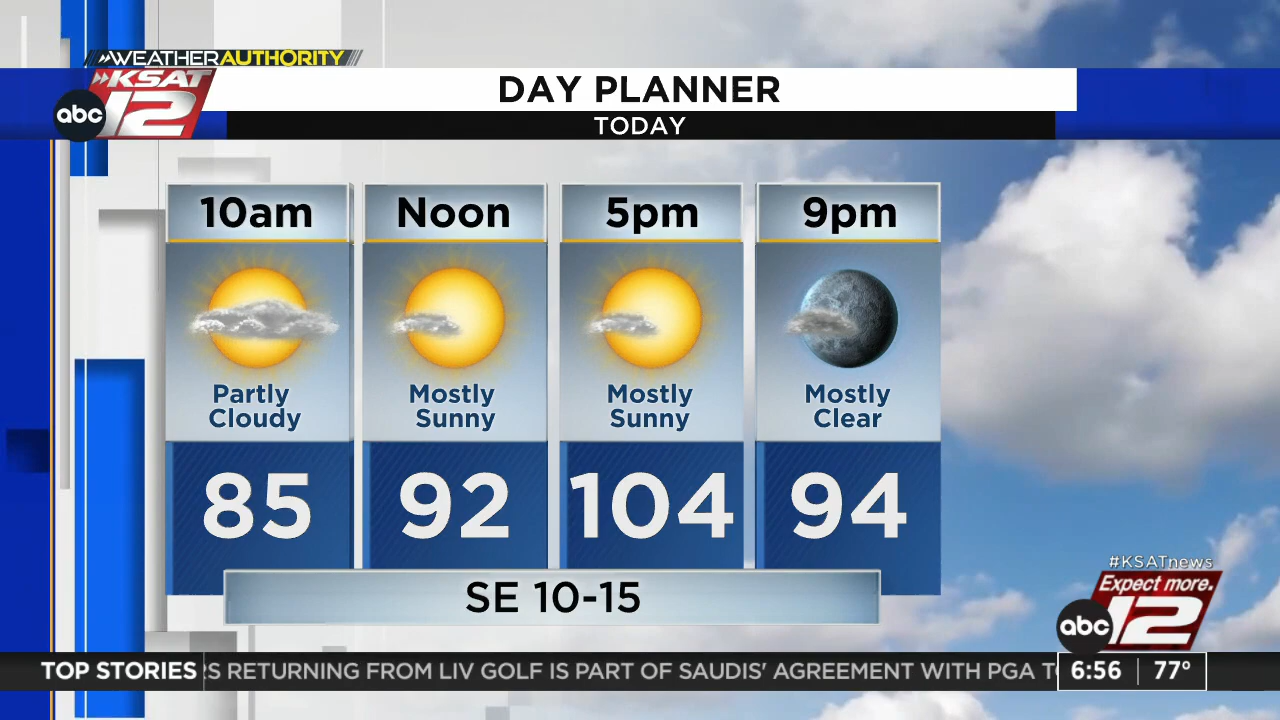 WEATHERAUTHORITY
KSAT
abc 12
DAY PLANNER
TODAY
10am Noon 5pm 9pm
Partly Mostly Mostly Mostly
Cloudy Sunny Sunny Clear
85 92 104 94
SE 10-15
#KSATnews
Expect more.
abc 12
TOP STORIES RS RETURNING FROM LIV GOLF IS PART OF SAUDIS' AGREEMENT WITH PGA 6:56 77°